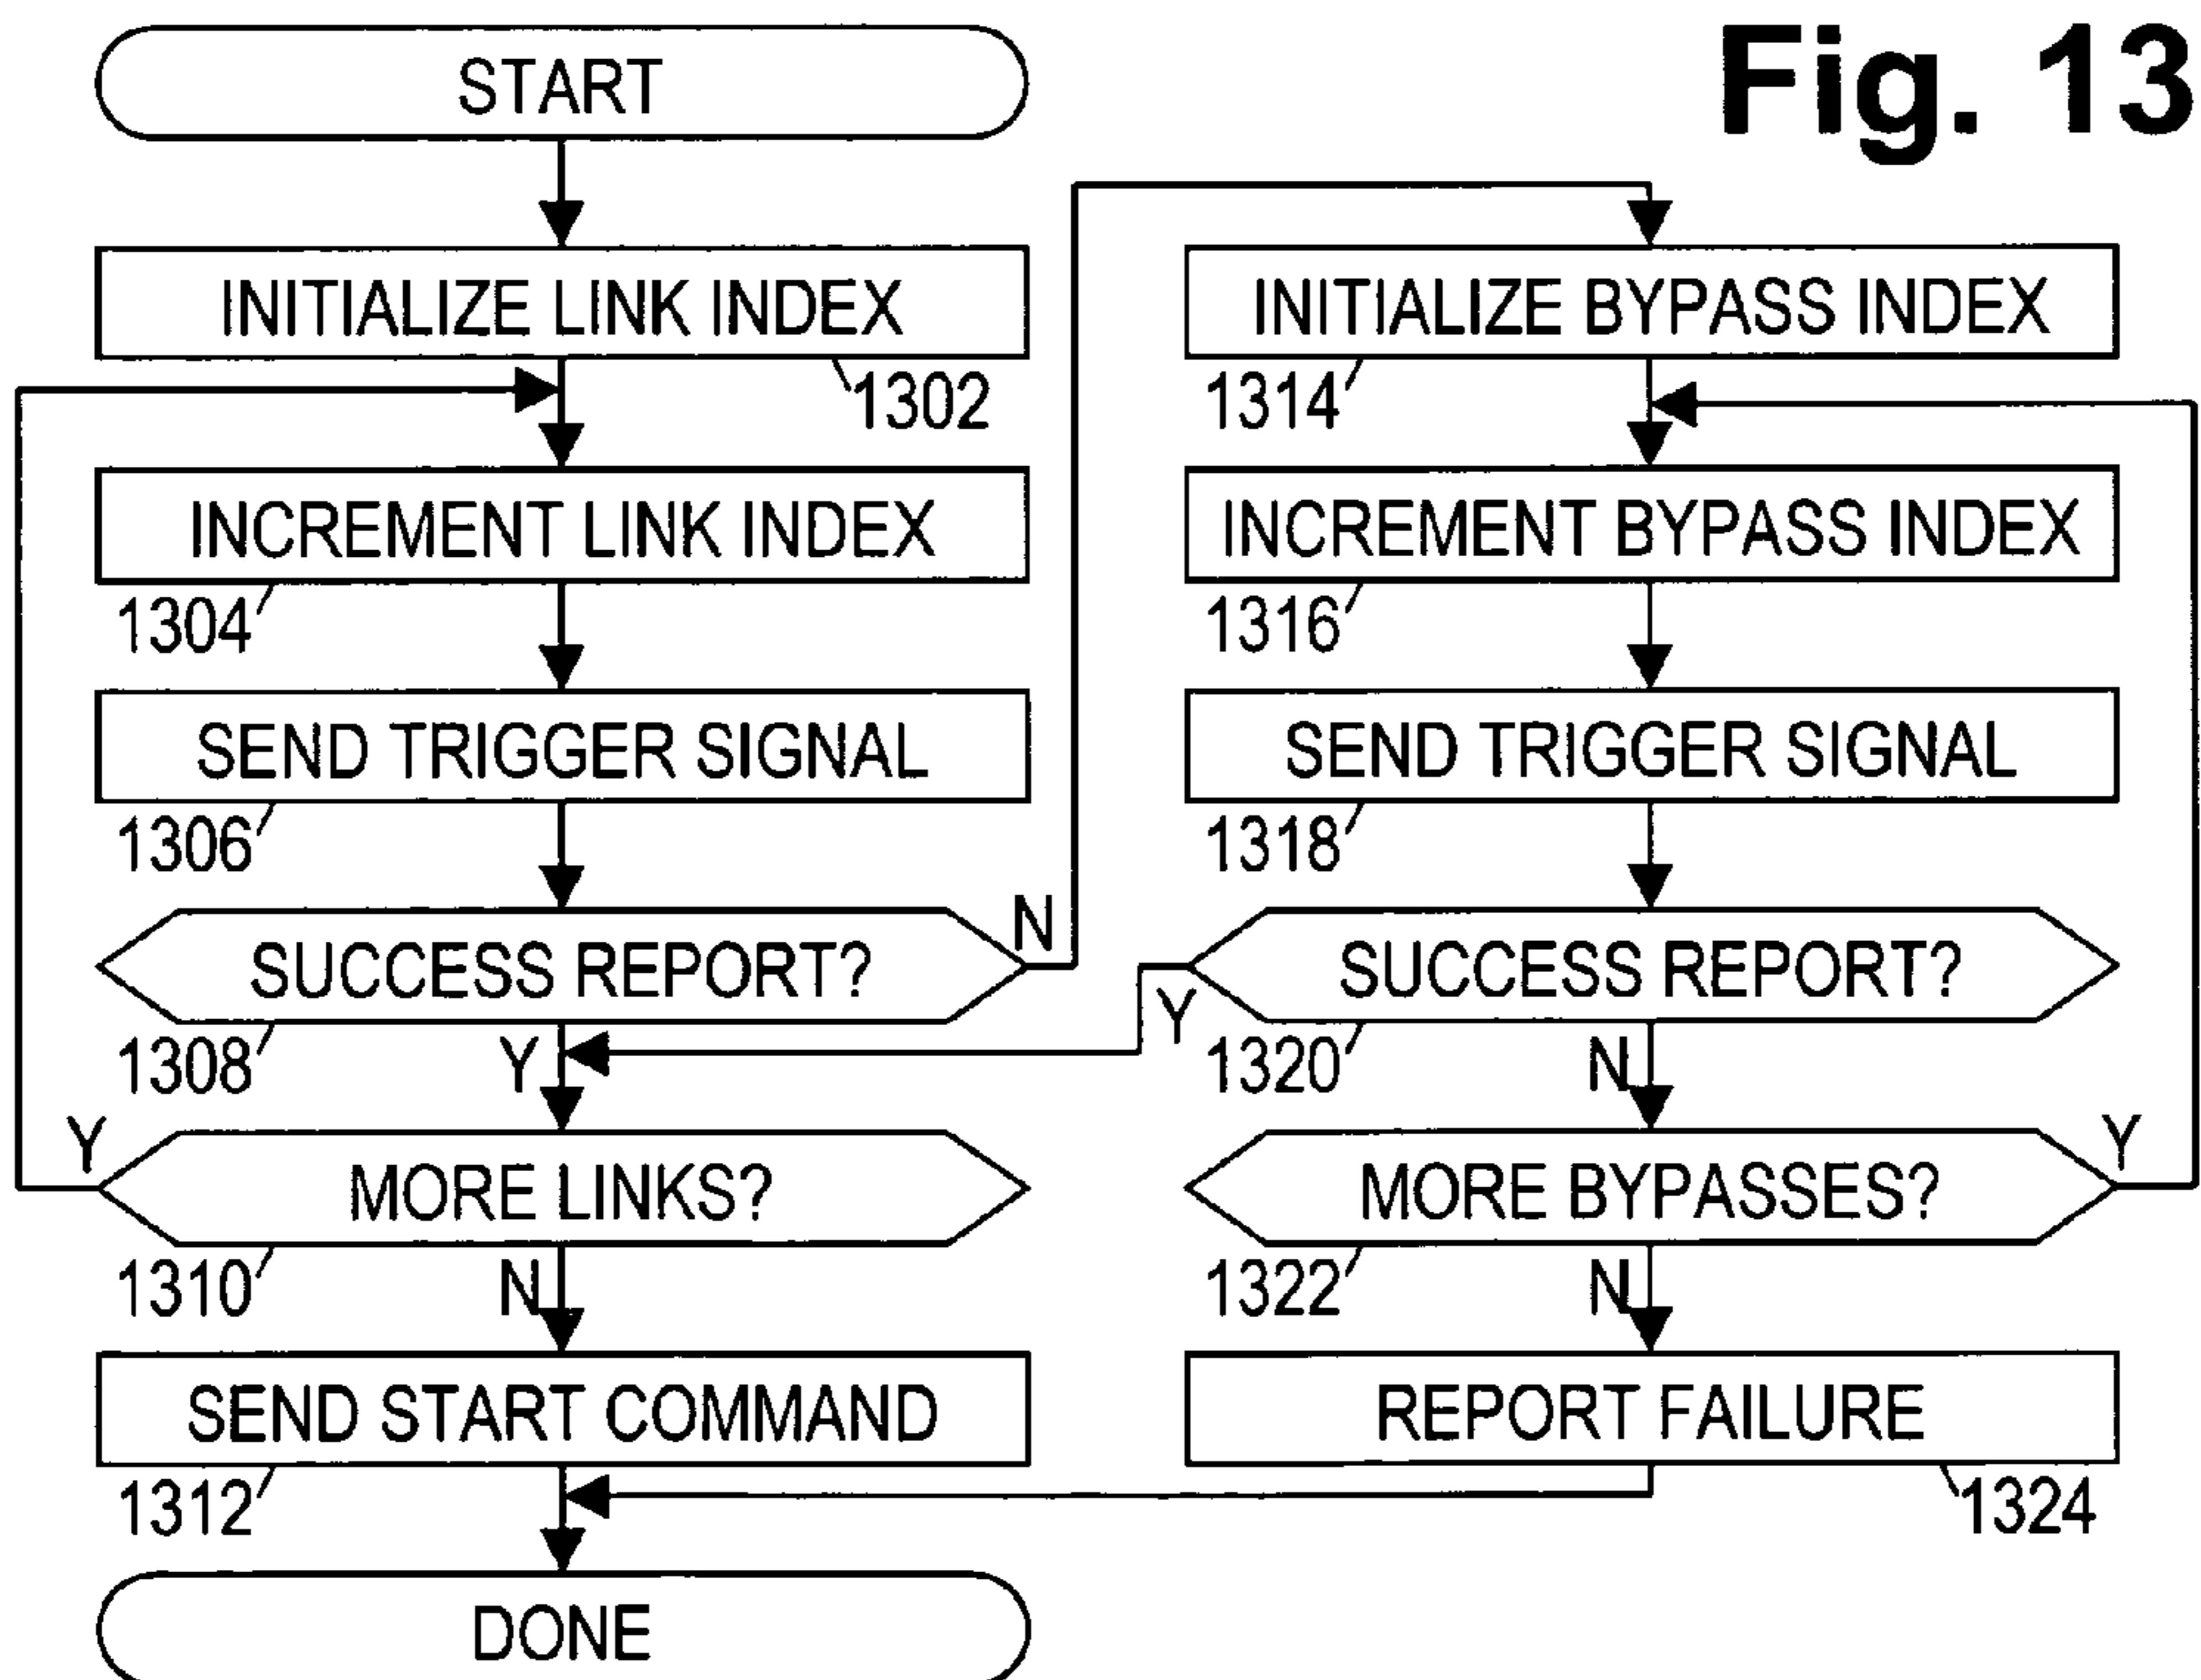 Fig. 13
START
INITIALIZE LINK INDEX
1302
INCREMENT LINK INDEX
1304
SEND TRIGGER SIGNAL
1306
SUCCESS REPORT?
N
1308
Y
MORE LINKS?
Y
1310
N
SEND START COMMAND
1312
DONE
INITIALIZE BYPASS INDEX
1314
INCREMENT BYPASS INDEX
1316
SEND TRIGGER SIGNAL
1318
SUCCESS REPORT?
Y
1320
N
MORE BYPASSES?
Y
1322
N
REPORT FAILURE
1324